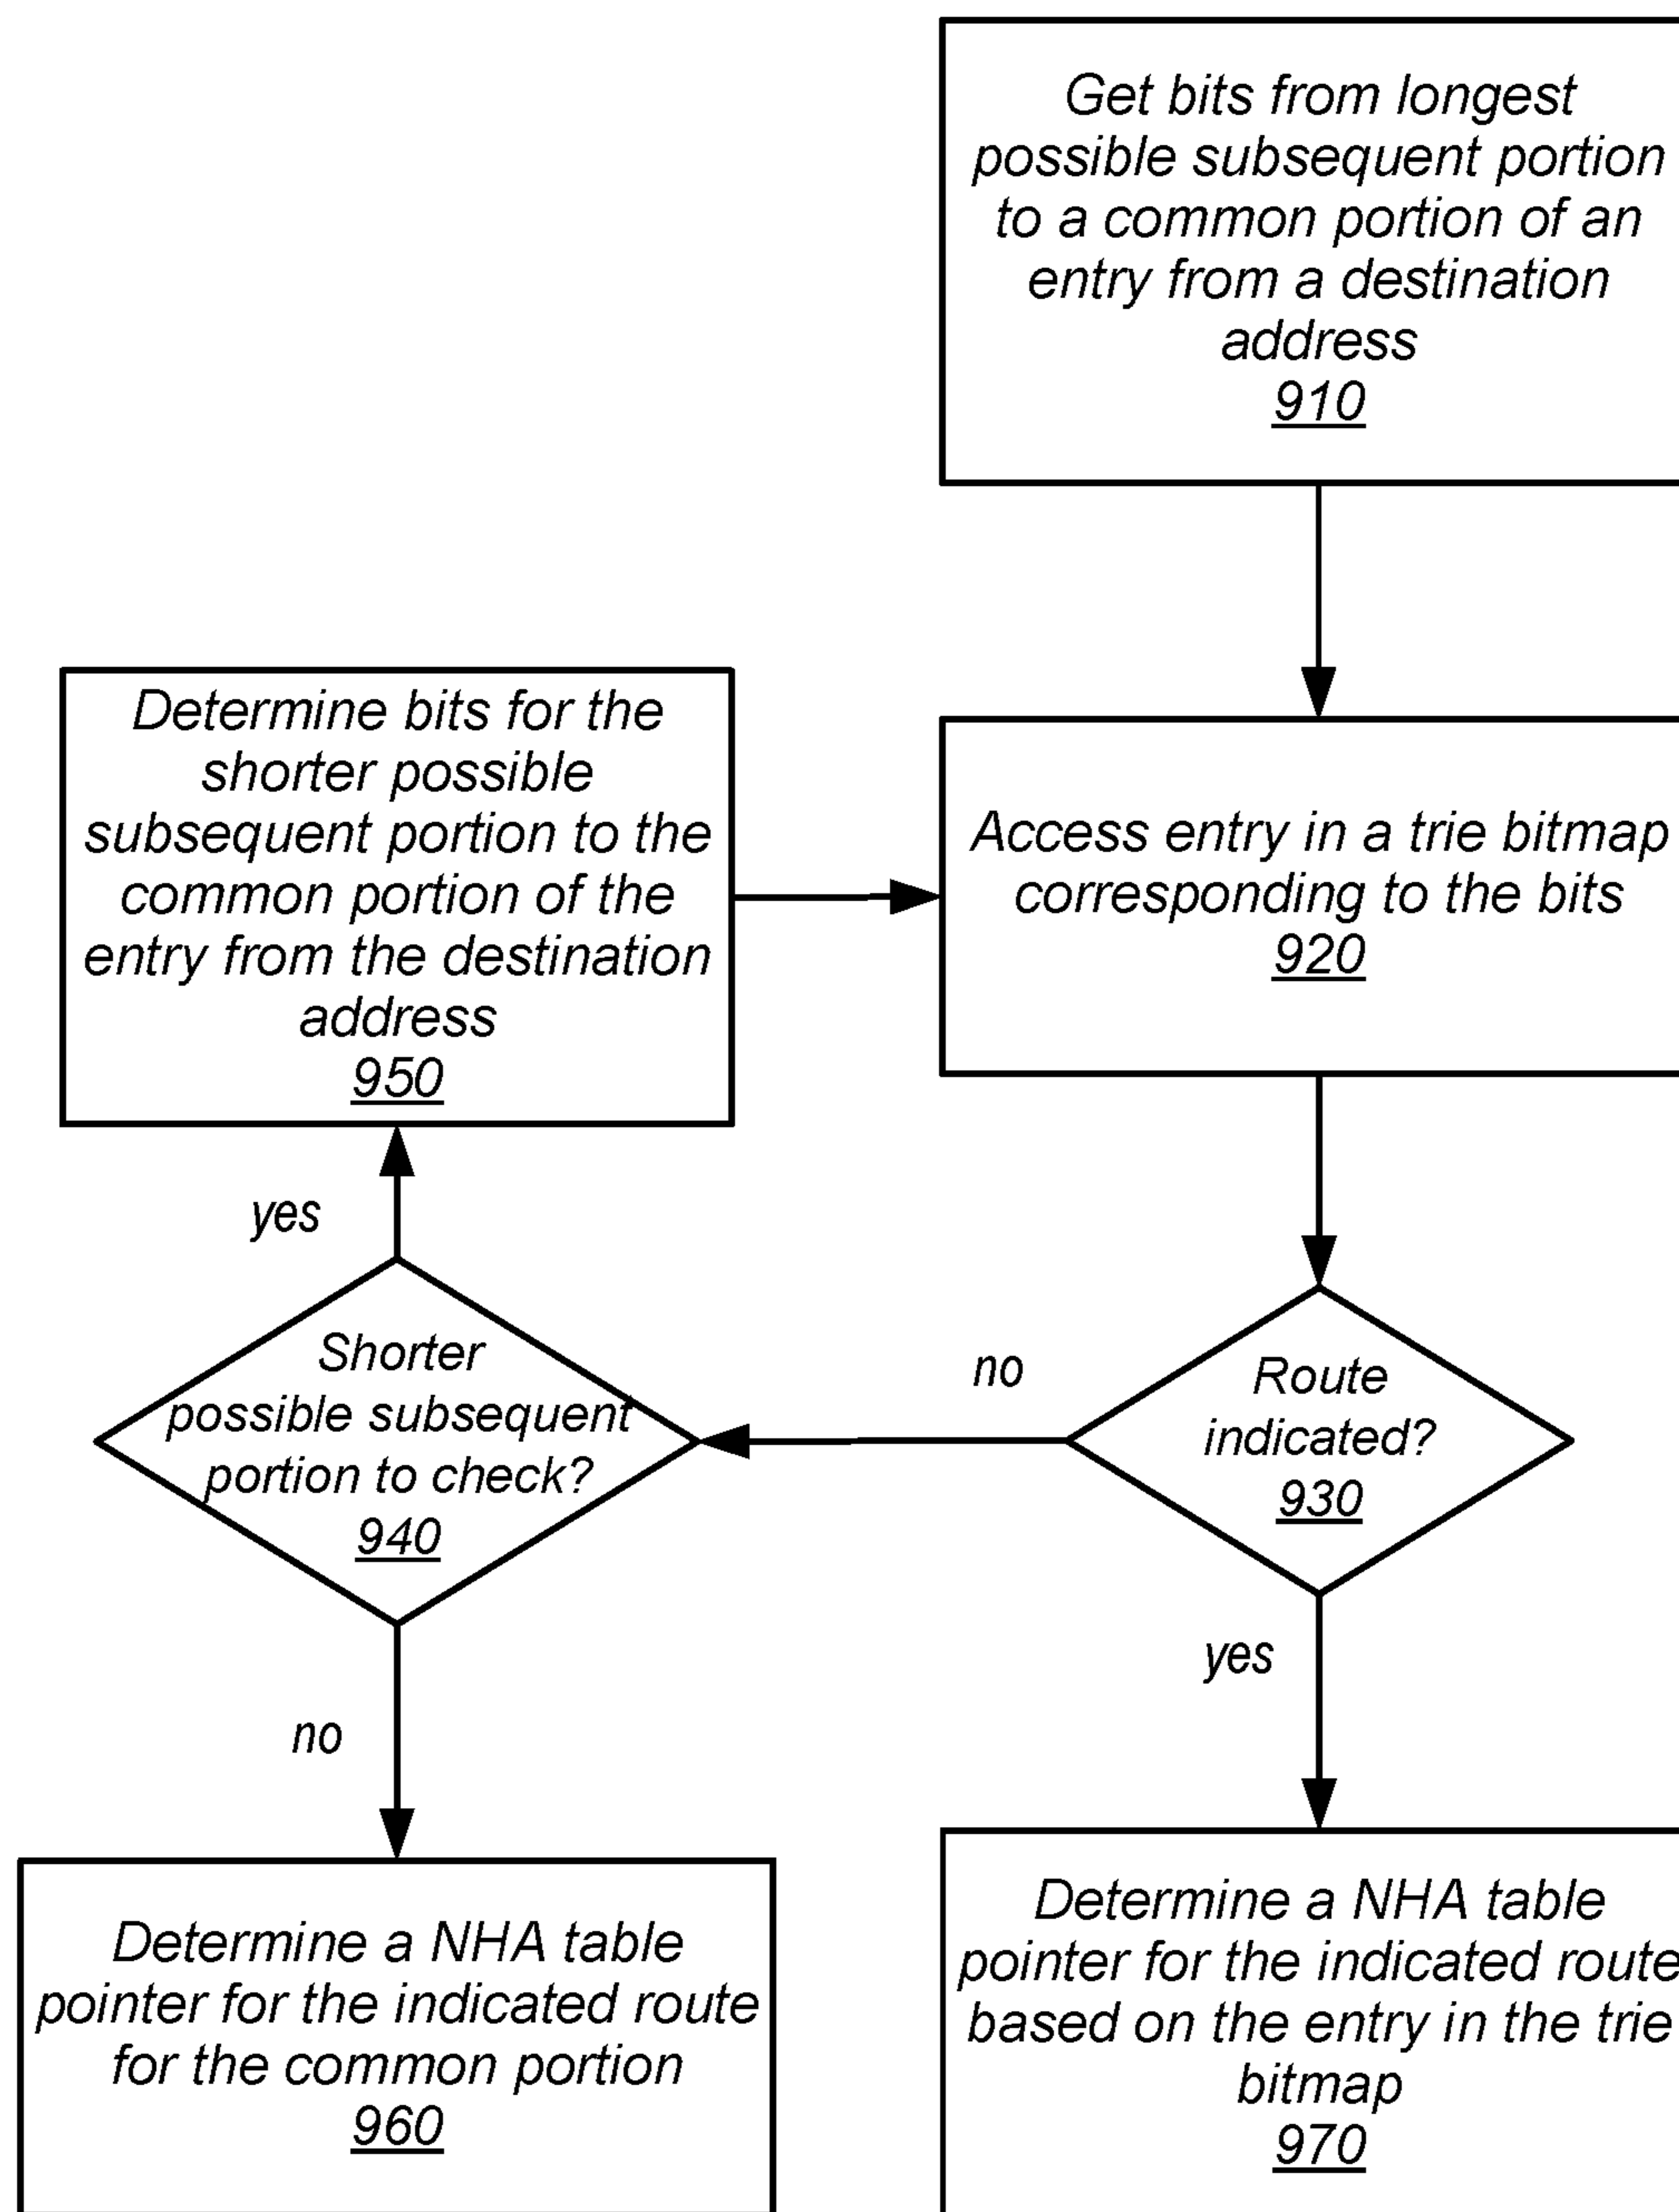 Get bits from longest
possible subsequent portion
to a common portion of an
entry from a destination
address
910
Determine bits for the
shorter possible
subsequent portion to the
common portion of the
entry from the destination
address
950
Access entry in a trie bitmap
corresponding to the bits
920
yes
Shorter
possible subsequent
portion to check?
940
no
Route
indicated?
930
yes
no
Determine a NHA table
pointer for the indicated route
for the common portion
960
Determine a NHA table
pointer for the indicated route
based on the entry in the trie
bitmap
970